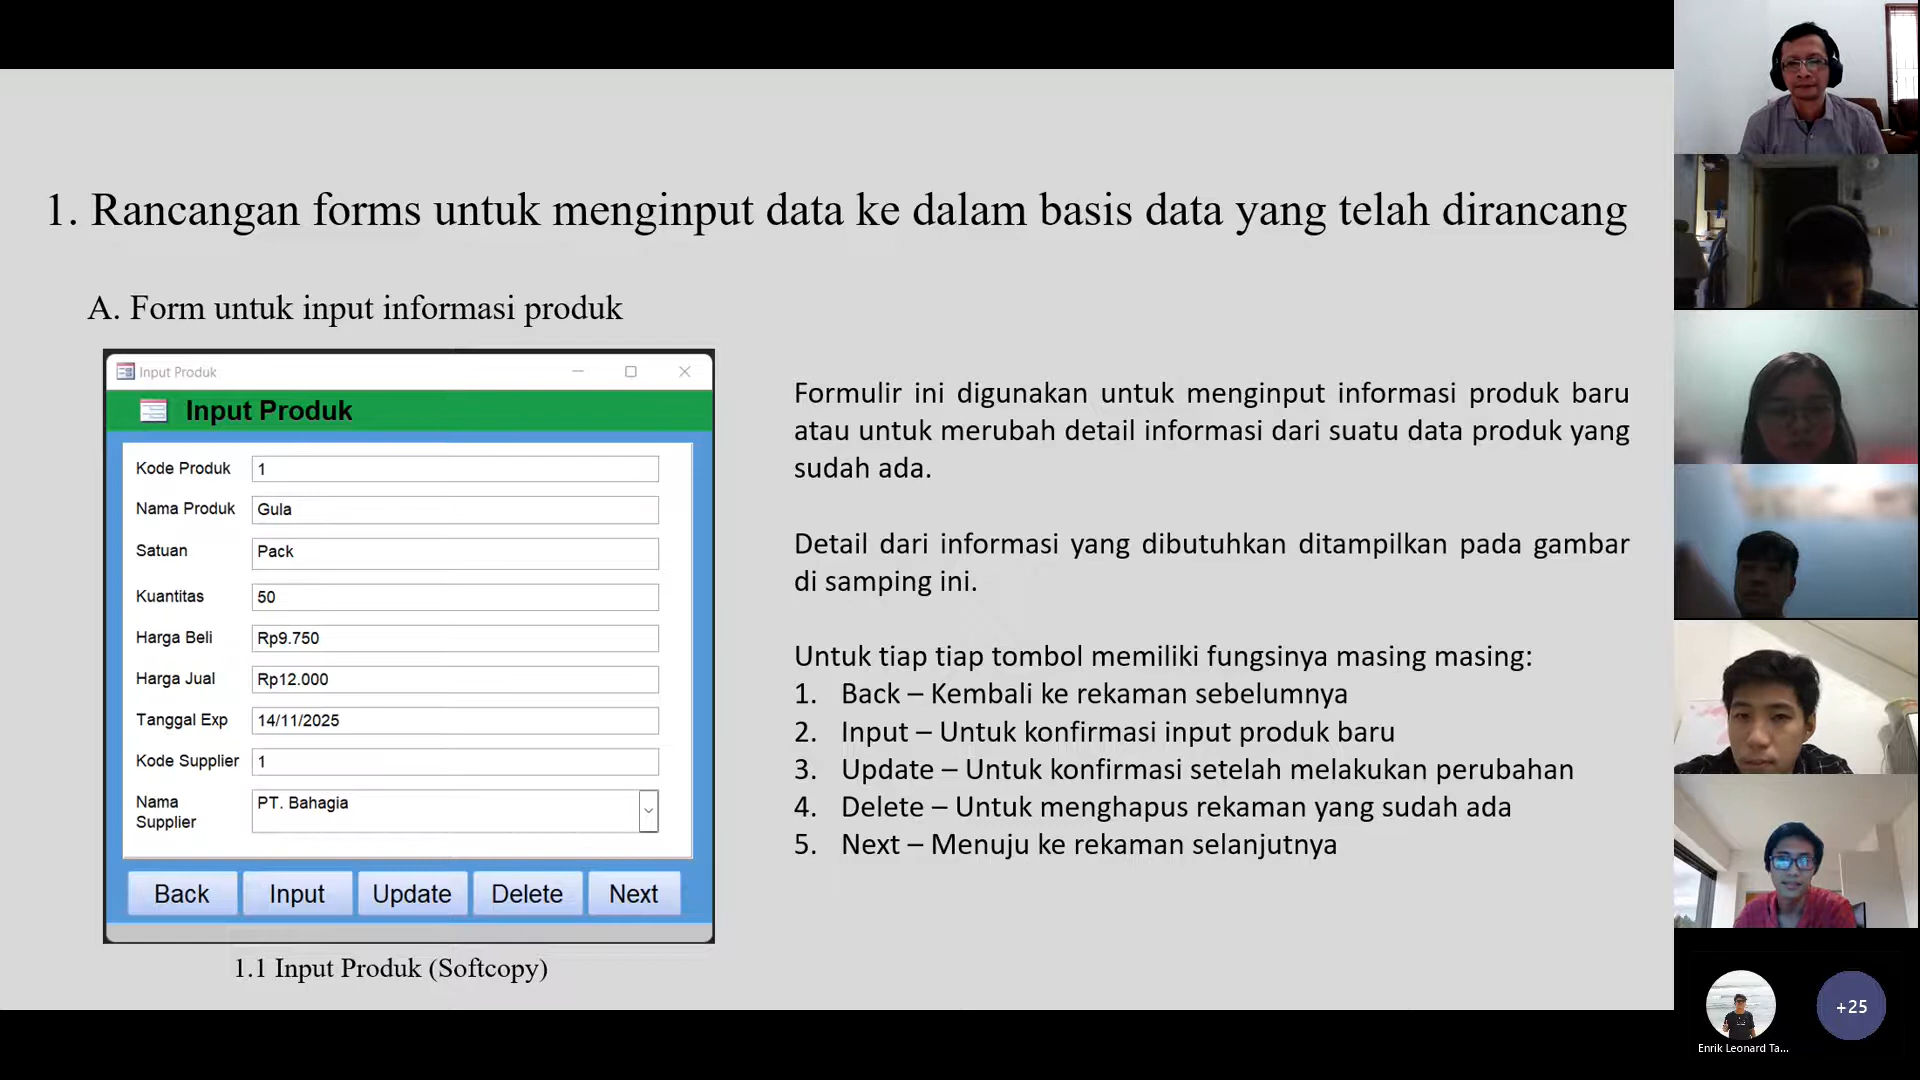 1. Rancangan forms untuk menginput data ke dalam basis data yang telah dirancang
A. Form untuk input informasi produk
Input Produk
Input Produk
Kode Produk 1
Nama Produk Gula
Satuan Pack
Kuantitas 50
Harga Beli Rp9.750
Harga Jual Rp12.000
Tanggal Exp 14/11/2025
Kode Supplier 1
Nama Supplier PT. Bahagia
Back Input Update Delete Next
1.1 Input Produk (Softcopy)
Formulir ini digunakan untuk menginput informasi produk baru
atau untuk merubah detail informasi dari suatu data produk yang
sudah ada.
Detail dari informasi yang dibutuhkan ditampilkan pada gambar
di samping ini.
Untuk tiap tiap tombol memiliki fungsinya masing masing:
1. Back – Kembali ke rekaman sebelumnya
2. Input – Untuk konfirmasi input produk baru
3. Update – Untuk konfirmasi setelah melakukan perubahan
4. Delete – Untuk menghapus rekaman yang sudah ada
5. Next – Menuju ke rekaman selanjutnya
Enrik Leonard Ta...
+25